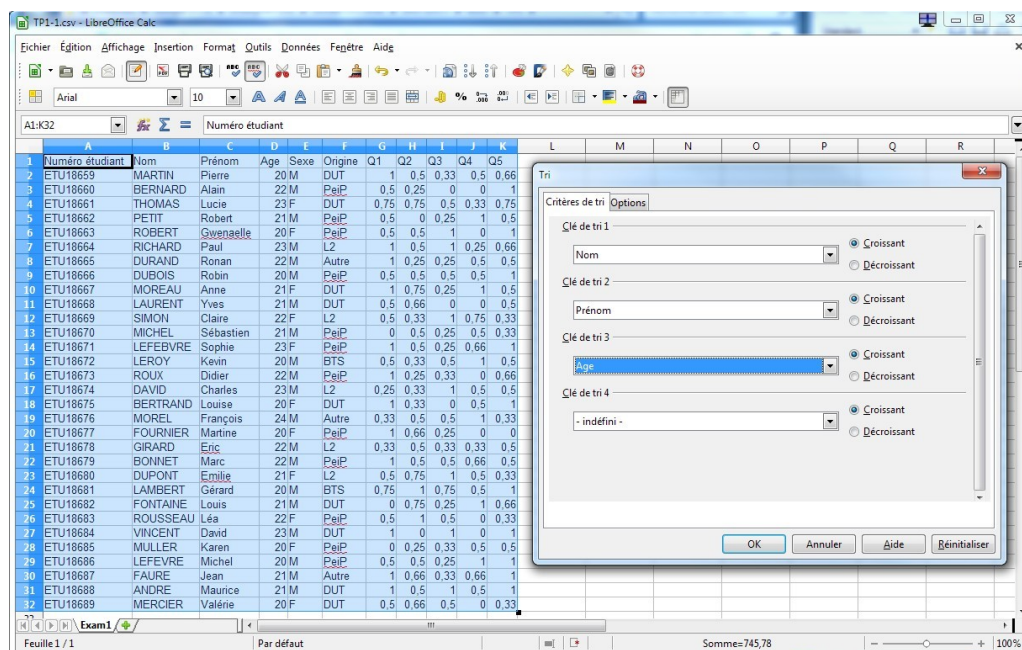 TP1-1.csv - LibreOffice Calc
Fichier Édition Affichage Insertion Format Outils Données Fenêtre Aide
Arial 10
A1:K32 Numéro étudiant
A B C D E F G H I J K L M N O P Q R
1 Numéro étudiant Nom Prénom Age Sexe Origine Q1 Q2 Q3 Q4 Q5
2 ETU18659 MARTIN Pierre 20 M DUT 1 0,5 0,33 0,5 0,66
3 ETU18660 BERNARD Alain 22 M PeiP 0,5 0,25 0 0 1
4 ETU18661 THOMAS Lucie 23 F DUT 0,75 0,75 0,5 0,33 0,75
5 ETU18662 PETIT Robert 21 M PeiP 0,5 0 0,25 1 0,5
6 ETU18663 ROBERT Gwenaelle 20 F PeiP 0,5 0,5 1 0 1
7 ETU18664 RICHARD Paul 23 M L2 1 0,5 1 0,25 0,66
8 ETU18665 DURAND Ronan 22 M Autre 1 0,25 0,25 0,5 0,5
9 ETU18666 DUBOIS Robin 20 M PeiP 0,5 0,5 0,5 0,5 1
10 ETU18667 MOREAU Anne 21 F DUT 1 0,75 0,25 1 0,5
11 ETU18668 LAURENT Yves 21 M DUT 0,5 0,66 0 0 0,5
12 ETU18669 SIMON Claire 22 F L2 0,5 0,33 1 0,75 0,33
13 ETU18670 MICHEL Sébastien 21 M PeiP 0 0,5 0,25 0,5 0,33
14 ETU18671 LEFEBVRE Sophie 23 F PeiP 1 0,5 0,25 0,66 1
15 ETU18672 LEROY Kevin 20 M BTS 0,5 0,33 0,5 1 0,5
16 ETU18673 ROUX Didier 22 M PeiP 1 0,25 0,33 0 0,66
17 ETU18674 DAVID Charles 23 M L2 0,25 0,33 1 0,5 0,5
18 ETU18675 BERTRAND Louise 20 F DUT 1 0,33 0 0,5 1
19 ETU18676 MOREL François 24 M Autre 0,33 0,5 0,5 1 0,33
20 ETU18677 FOURNIER Martine 20 F PeiP 1 0,66 0,25 0 0
21 ETU18678 GIRARD Eric 22 M L2 0,33 0,5 0,33 0,33 0,5
22 ETU18679 BONNET Marc 22 M PeiP 1 0,5 0,5 0,66 0,5
23 ETU18680 DUPONT Emilie 21 F L2 0,5 0,75 1 0,5 0,33
24 ETU18681 LAMBERT Gérard 20 M BTS 0,75 1 0,75 0,5 1
25 ETU18682 FONTAINE Louis 21 M DUT 0 0,75 0,25 1 0,66
26 ETU18683 ROUSSEAU Léa 22 F PeiP 0,5 1 0,5 0 0,33
27 ETU18684 VINCENT David 23 M DUT 1 0 1 0 1
28 ETU18685 MULLER Karen 20 F PeiP 0 0,25 0,33 0,5 0,5
29 ETU18686 LEFEVRE Michel 20 M PeiP 0,5 0,5 0,25 1 1
30 ETU18687 FAURE Jean 21 M Autre 1 0,66 0,33 0,66 1
31 ETU18688 ANDRE Maurice 21 M DUT 1 0,5 1 0,5 1
32 ETU18689 MERCIER Valérie 20 F DUT 0,5 0,66 0,5 0 0,33
Tri
Critères de tri Options
Clé de tri 1
Nom
Croissant
Décroissant
Clé de tri 2
Prénom
Croissant
Décroissant
Clé de tri 3
Age
Croissant
Décroissant
Clé de tri 4
- indéfini -
Croissant
Décroissant
OK Annuler Aide Réinitialiser
Exam1
Feuille 1 / 1 Par défaut Somme=745,78 100%